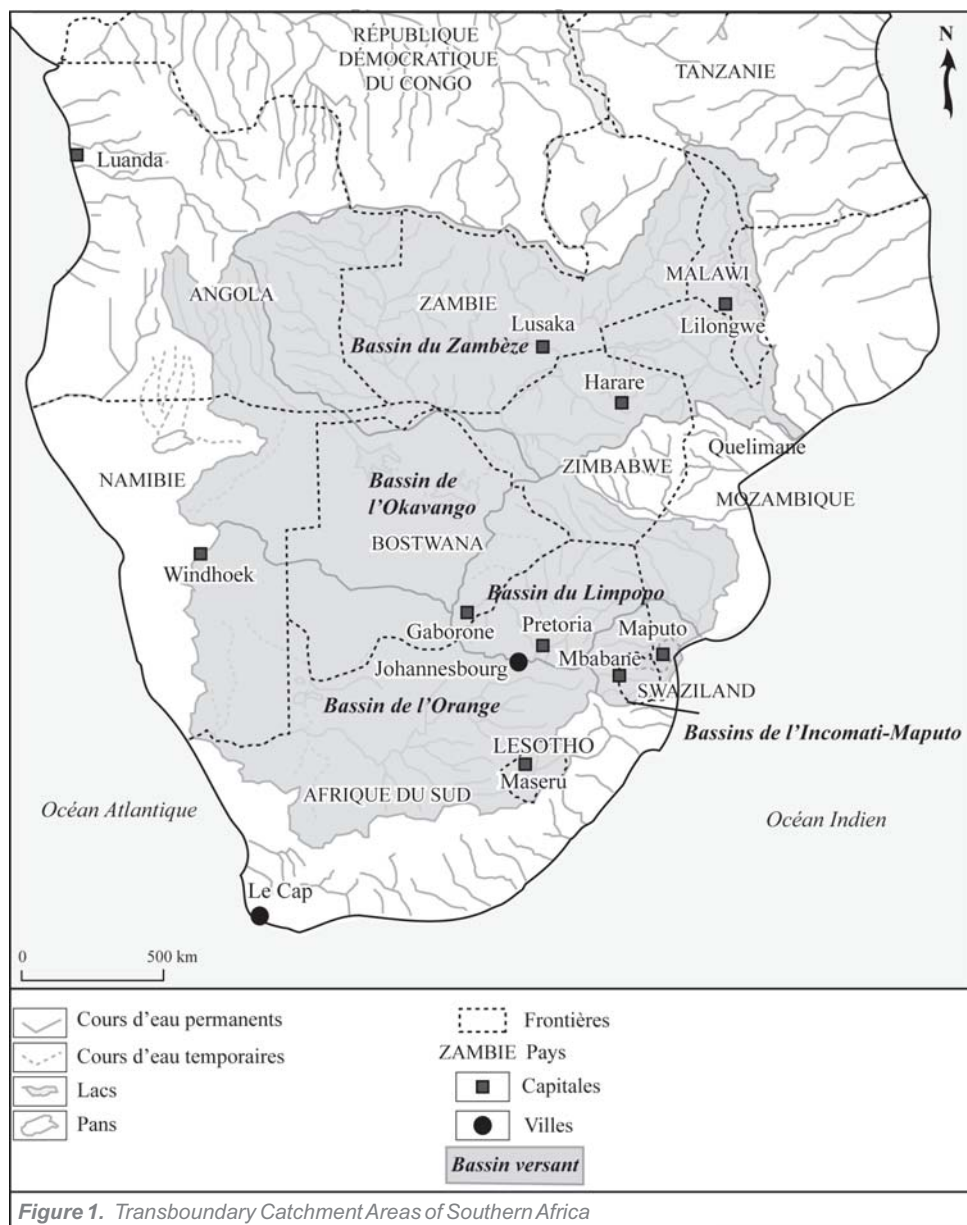 RÉPUBLIQUE
DÉMOCRATIQUE
DU CONGO
TANZANIE
N
Luanda
ANGOLA
ZAMBIE
MALAWI
Lusaka
Lilongwe
Bassin du Zambèze
Harare
Quelimane
ZIMBABWE
NAMIBIE
MOZAMBIQUE
Bassin de
l'Okavango
BOSTWANA
Windhoek
Bassin du Limpopo
Gaborone
Pretoria
Maputo
Johannesbourg
Mbabane
SWAZILAND
Bassin de l'Orange
Bassins de l'Incomati-Maputo
LESOTHO
Maseru
AFRIQUE DU SUD
Océan Atlantique
Océan Indien
Le Cap
0 500 km
Cours d'eau permanents
Cours d'eau temporaires
Lacs
Pans
Frontières
ZAMBIE Pays
Capitales
Villes
Bassin versant
Figure 1. Transboundary Catchment Areas of Southern Africa